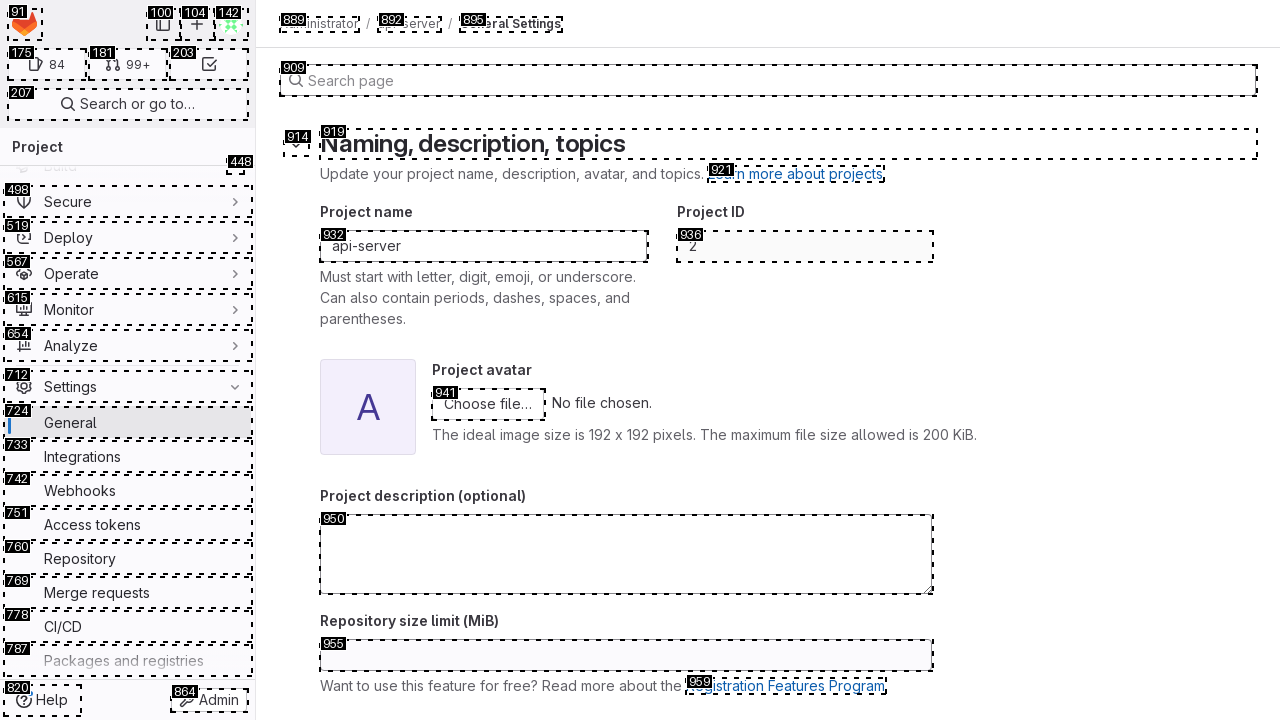 91
100
104
142
889
administrator / 892 api-server / 895 General Settings
175 84
181 99+
203
207 Search or go to...
909 Search page
Project
448
914
919 Naming, description, topics
Update your project name, description, avatar, and topics. 921 Learn more about projects.
498 Secure
519 Deploy
567 Operate
615 Monitor
654 Analyze
712 Settings
724 General
733 Integrations
742 Webhooks
751 Access tokens
760 Repository
769 Merge requests
778 CI/CD
787 Packages and registries
820 Help
864 Admin
Project name
932 api-server
Must start with letter, digit, emoji, or underscore.
Can also contain periods, dashes, spaces, and
parentheses.
Project ID
936 2
A
Project avatar
941 Choose file... No file chosen.
The ideal image size is 192 x 192 pixels. The maximum file size allowed is 200 KiB.
Project description (optional)
950
Repository size limit (MiB)
955
Want to use this feature for free? Read more about the 959 Registration Features Program.